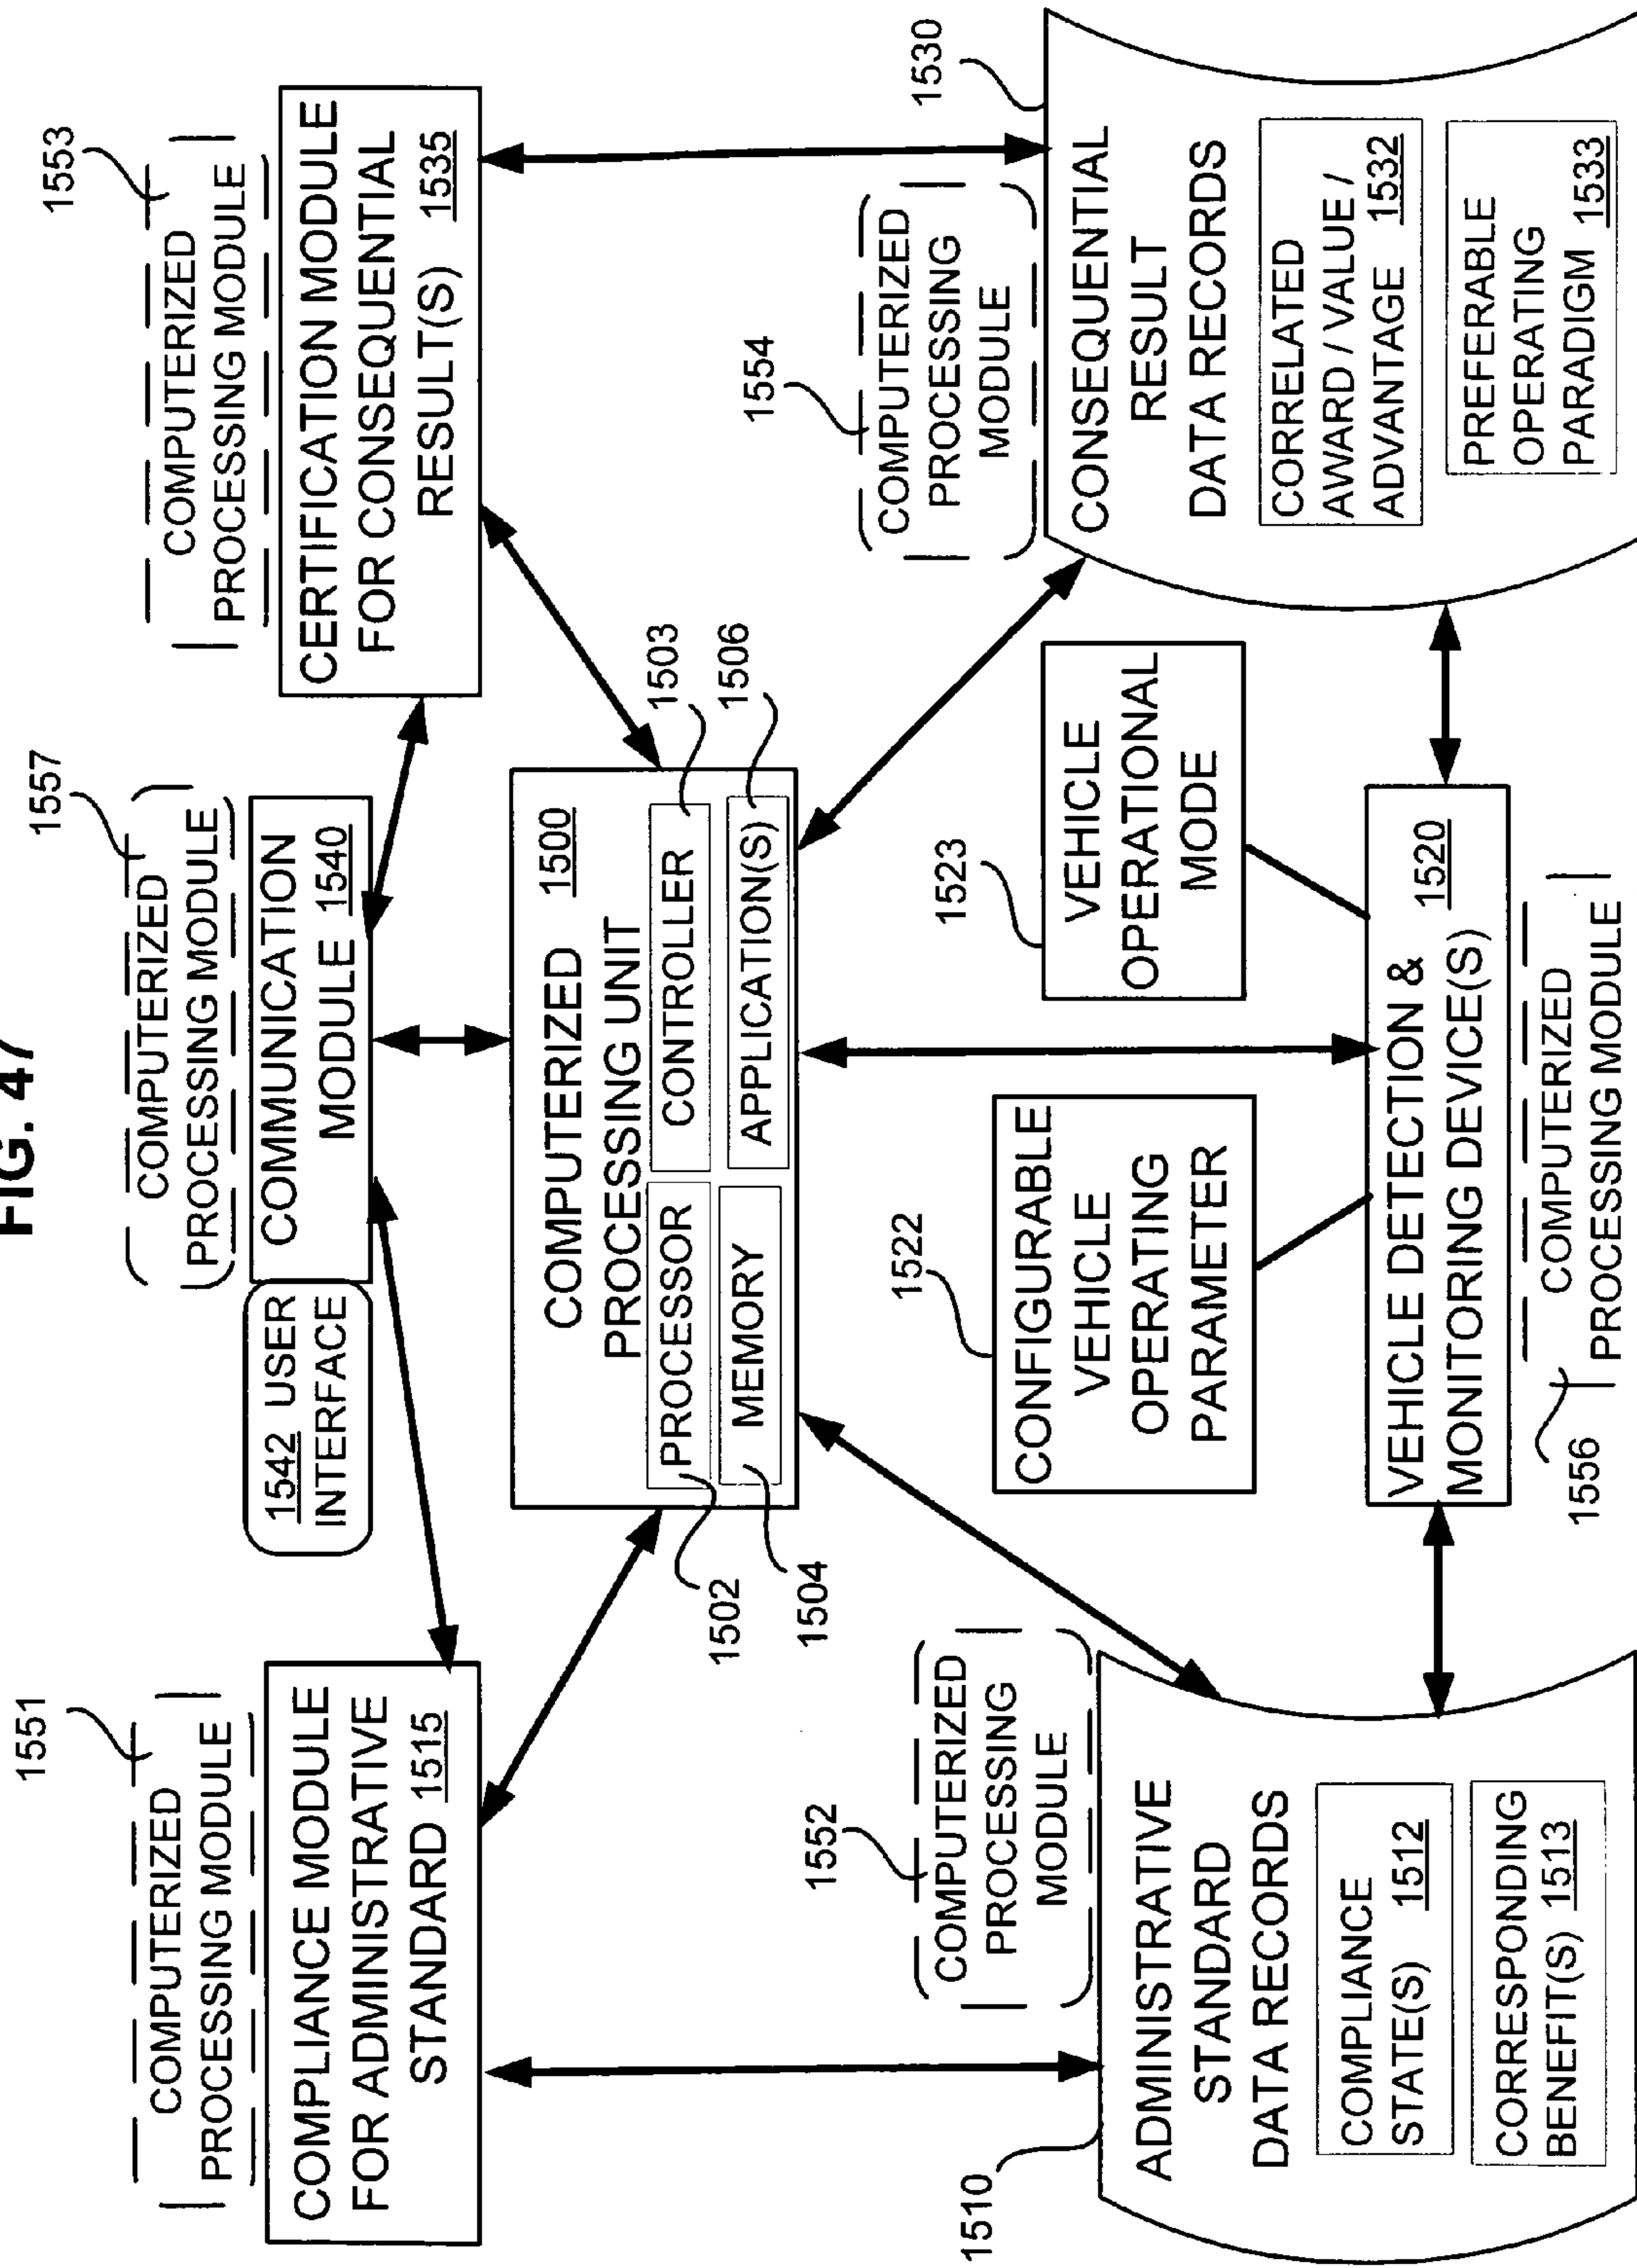 FIG. 47
1551
COMPUTERIZED
PROCESSING MODULE
COMPLIANCE MODULE
FOR ADMINISTRATIVE
STANDARD 1515
1557
COMPUTERIZED
PROCESSING MODULE
1542 USER
INTERFACE
COMMUNICATION
MODULE 1540
1553
COMPUTERIZED
PROCESSING MODULE
CERTIFICATION MODULE
FOR CONSEQUENTIAL
RESULT(S) 1535
COMPUTERIZED 1500
PROCESSING UNIT
PROCESSOR
CONTROLLER
MEMORY
APPLICATION(S)
1502
1504
1503
1506
1552
COMPUTERIZED
PROCESSING
MODULE
1510
ADMINISTRATIVE
STANDARD
DATA RECORDS
COMPLIANCE
STATE(S) 1512
CORRESPONDING
BENEFIT(S) 1513
1522
CONFIGURABLE
VEHICLE
OPERATING
PARAMETER
1523
VEHICLE
OPERATIONAL
MODE
VEHICLE DETECTION & 1520
MONITORING DEVICE(S)
1556
COMPUTERIZED
PROCESSING MODULE
1554
COMPUTERIZED
PROCESSING
MODULE
1530
CONSEQUENTIAL
RESULT
DATA RECORDS
CORRELATED
AWARD / VALUE /
ADVANTAGE 1532
PREFERABLE
OPERATING
PARADIGM 1533